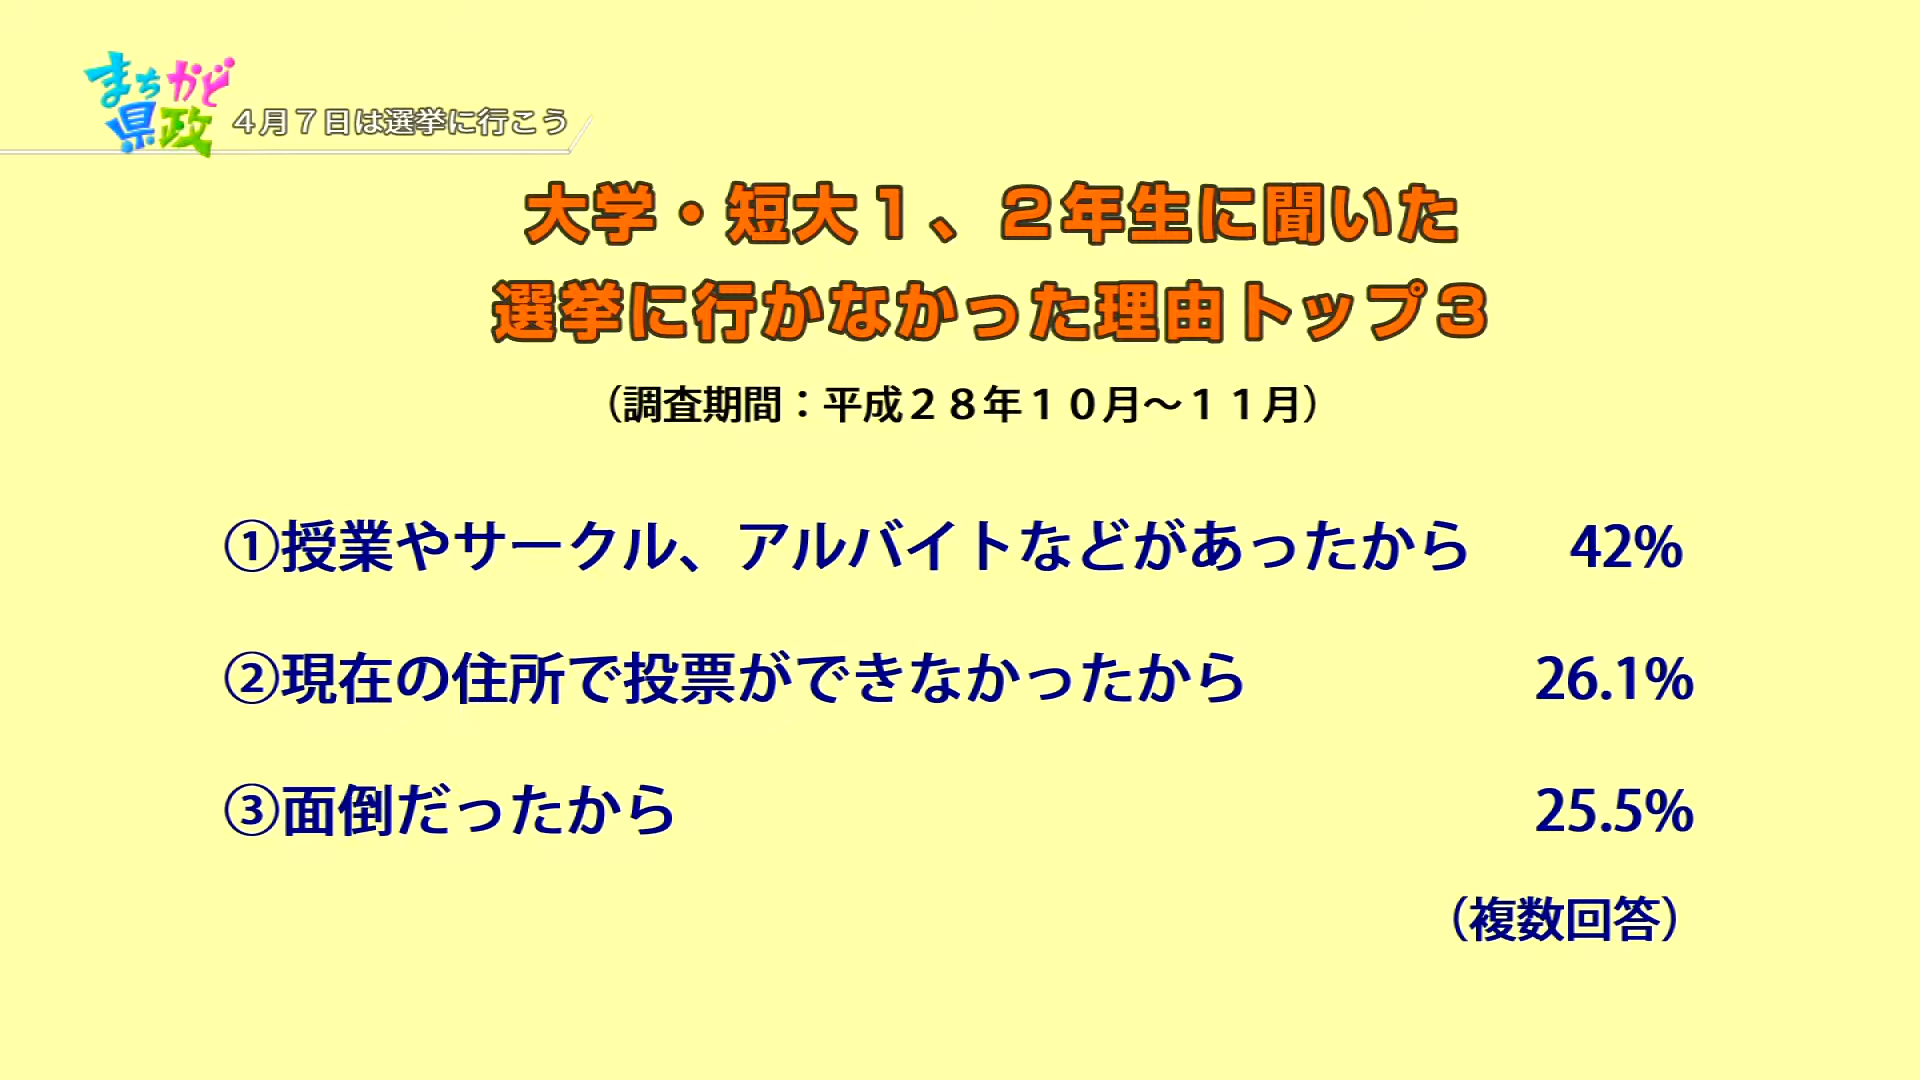 まちかど
県政
４月７日は選挙に行こう
大学・短大１、２年生に聞いた
選挙に行かなかった理由トップ３
（調査期間：平成２８年１０月～１１月）
①授業やサークル、アルバイトなどがあったから 42%
②現在の住所で投票ができなかったから 26.1%
③面倒だったから 25.5%
（複数回答）